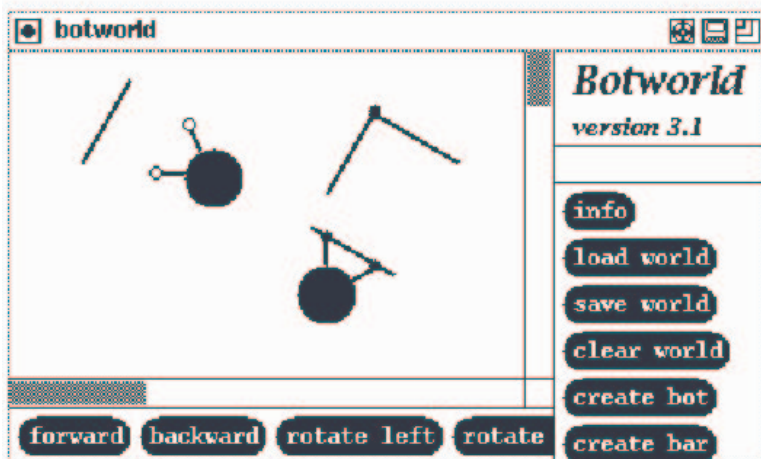 botworld
Botworld
version 3.1
info
load world
save world
clear world
create bot
create bar
forward backward rotate left rotate